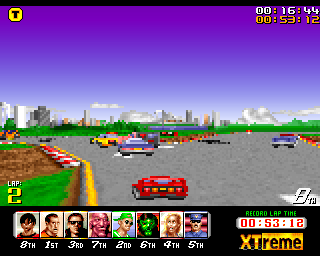 T
00:16:44
00:53:12
LAP:
2
8TH
RECORD LAP TIME
00:53:12
XTreme
8TH 1ST 3RD 7TH 2ND 6TH 4TH 5TH